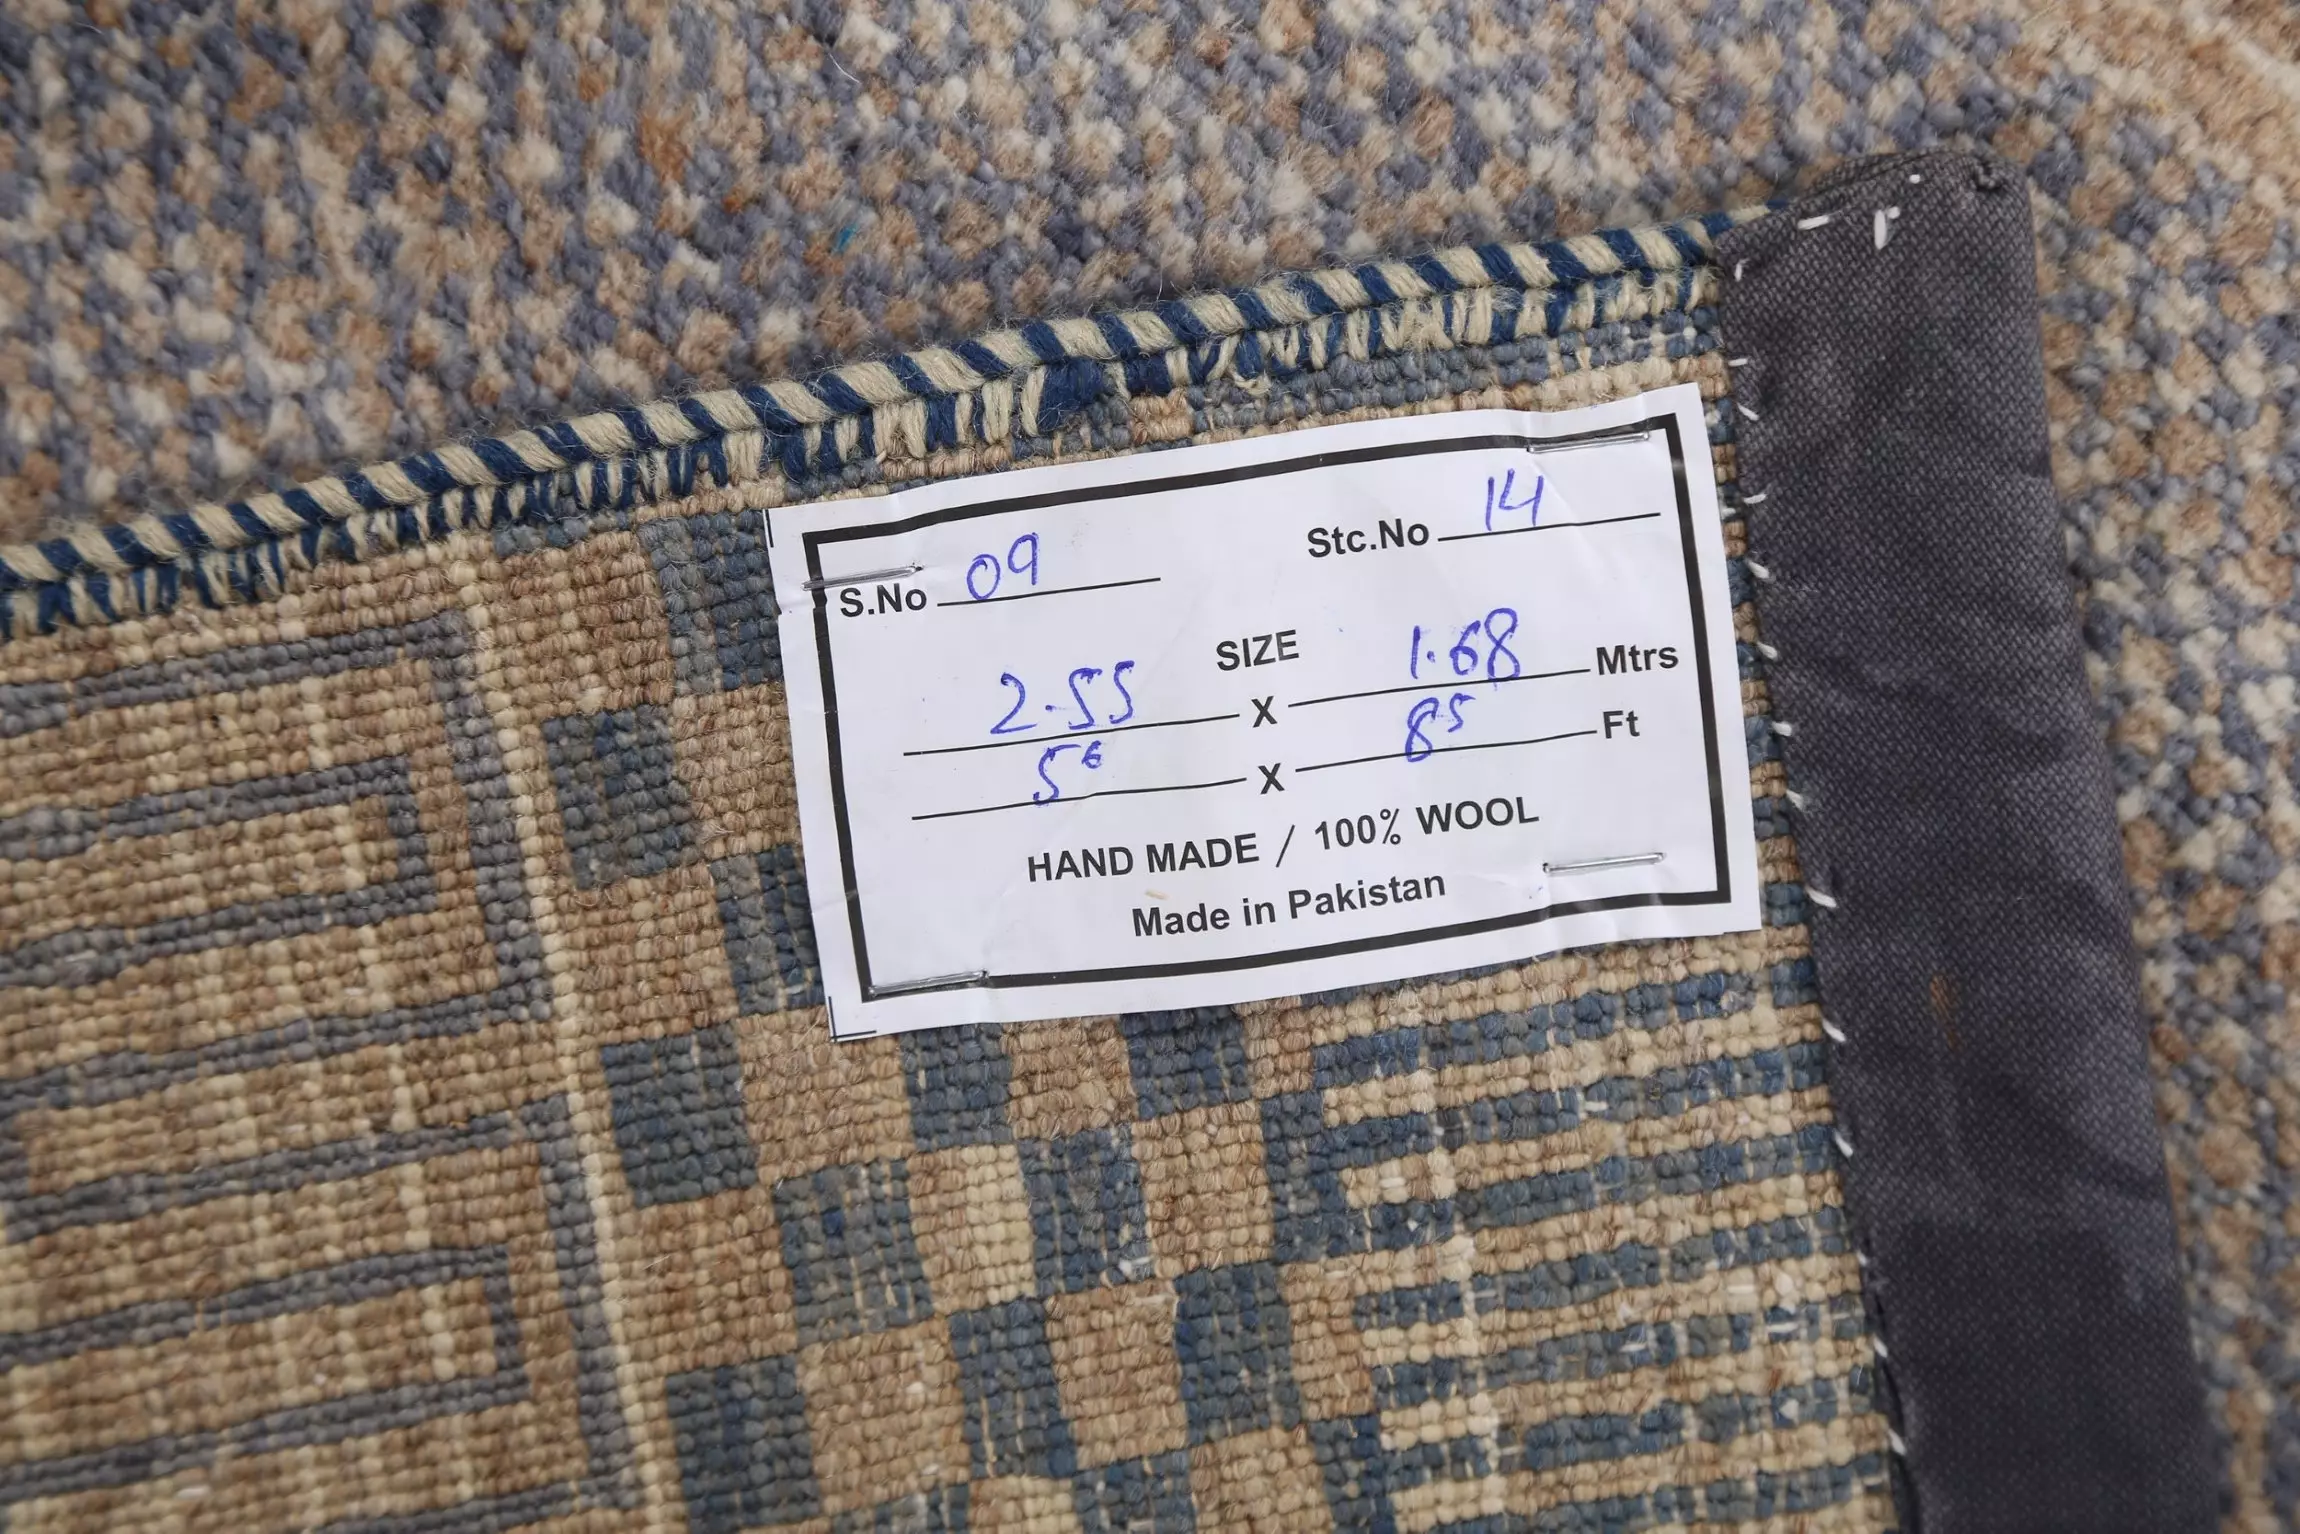 S.No 09 Stc.No 14
SIZE
2.55 X 1.68 Mtrs
5⁶ X 8⁵ Ft
HAND MADE / 100% WOOL
Made in Pakistan